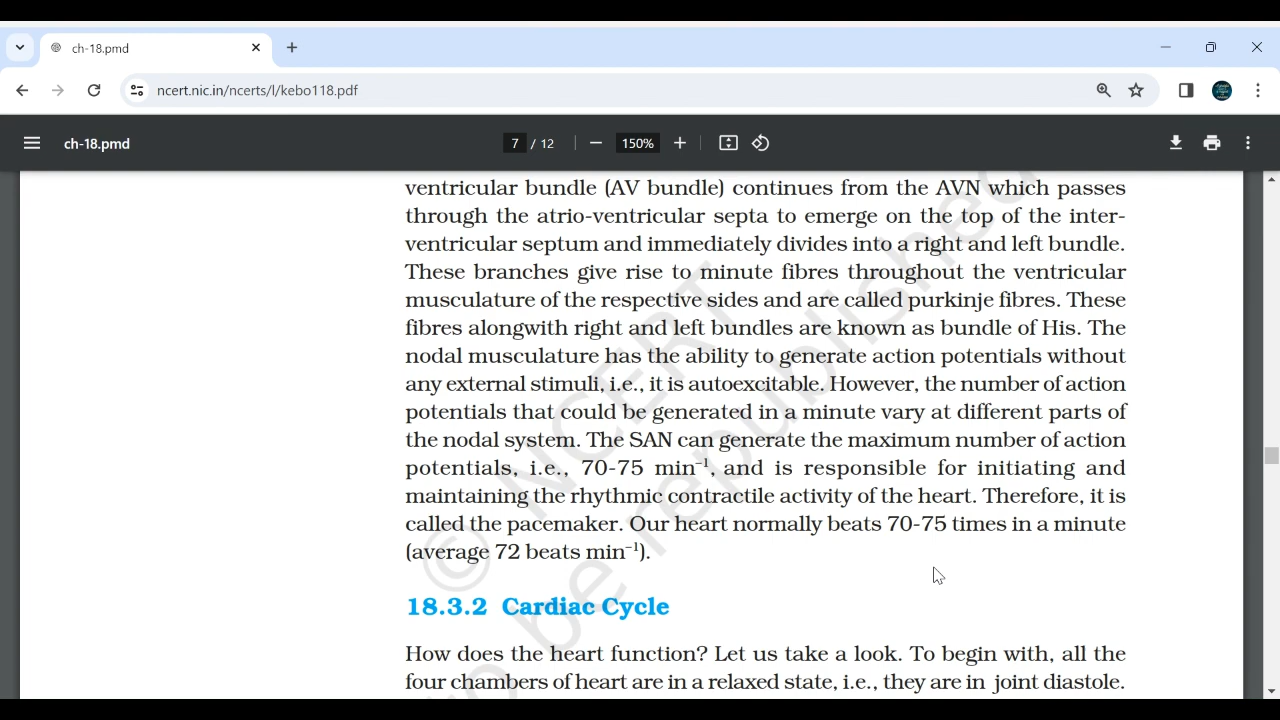 ch-18.pmd
ncert.nic.in/ncerts/l/kebo118.pdf
ch-18.pmd
7 / 12
150%
ventricular bundle (AV bundle) continues from the AVN which passes
through the atrio-ventricular septa to emerge on the top of the inter-
ventricular septum and immediately divides into a right and left bundle.
These branches give rise to minute fibres throughout the ventricular
musculature of the respective sides and are called purkinje fibres. These
fibres alongwith right and left bundles are known as bundle of His. The
nodal musculature has the ability to generate action potentials without
any external stimuli, i.e., it is autoexcitable. However, the number of action
potentials that could be generated in a minute vary at different parts of
the nodal system. The SAN can generate the maximum number of action
potentials, i.e., 70-75 min⁻¹, and is responsible for initiating and
maintaining the rhythmic contractile activity of the heart. Therefore, it is
called the pacemaker. Our heart normally beats 70-75 times in a minute
(average 72 beats min⁻¹).
18.3.2 Cardiac Cycle
How does the heart function? Let us take a look. To begin with, all the
four chambers of heart are in a relaxed state, i.e., they are in joint diastole.
© NCERT
to be republished